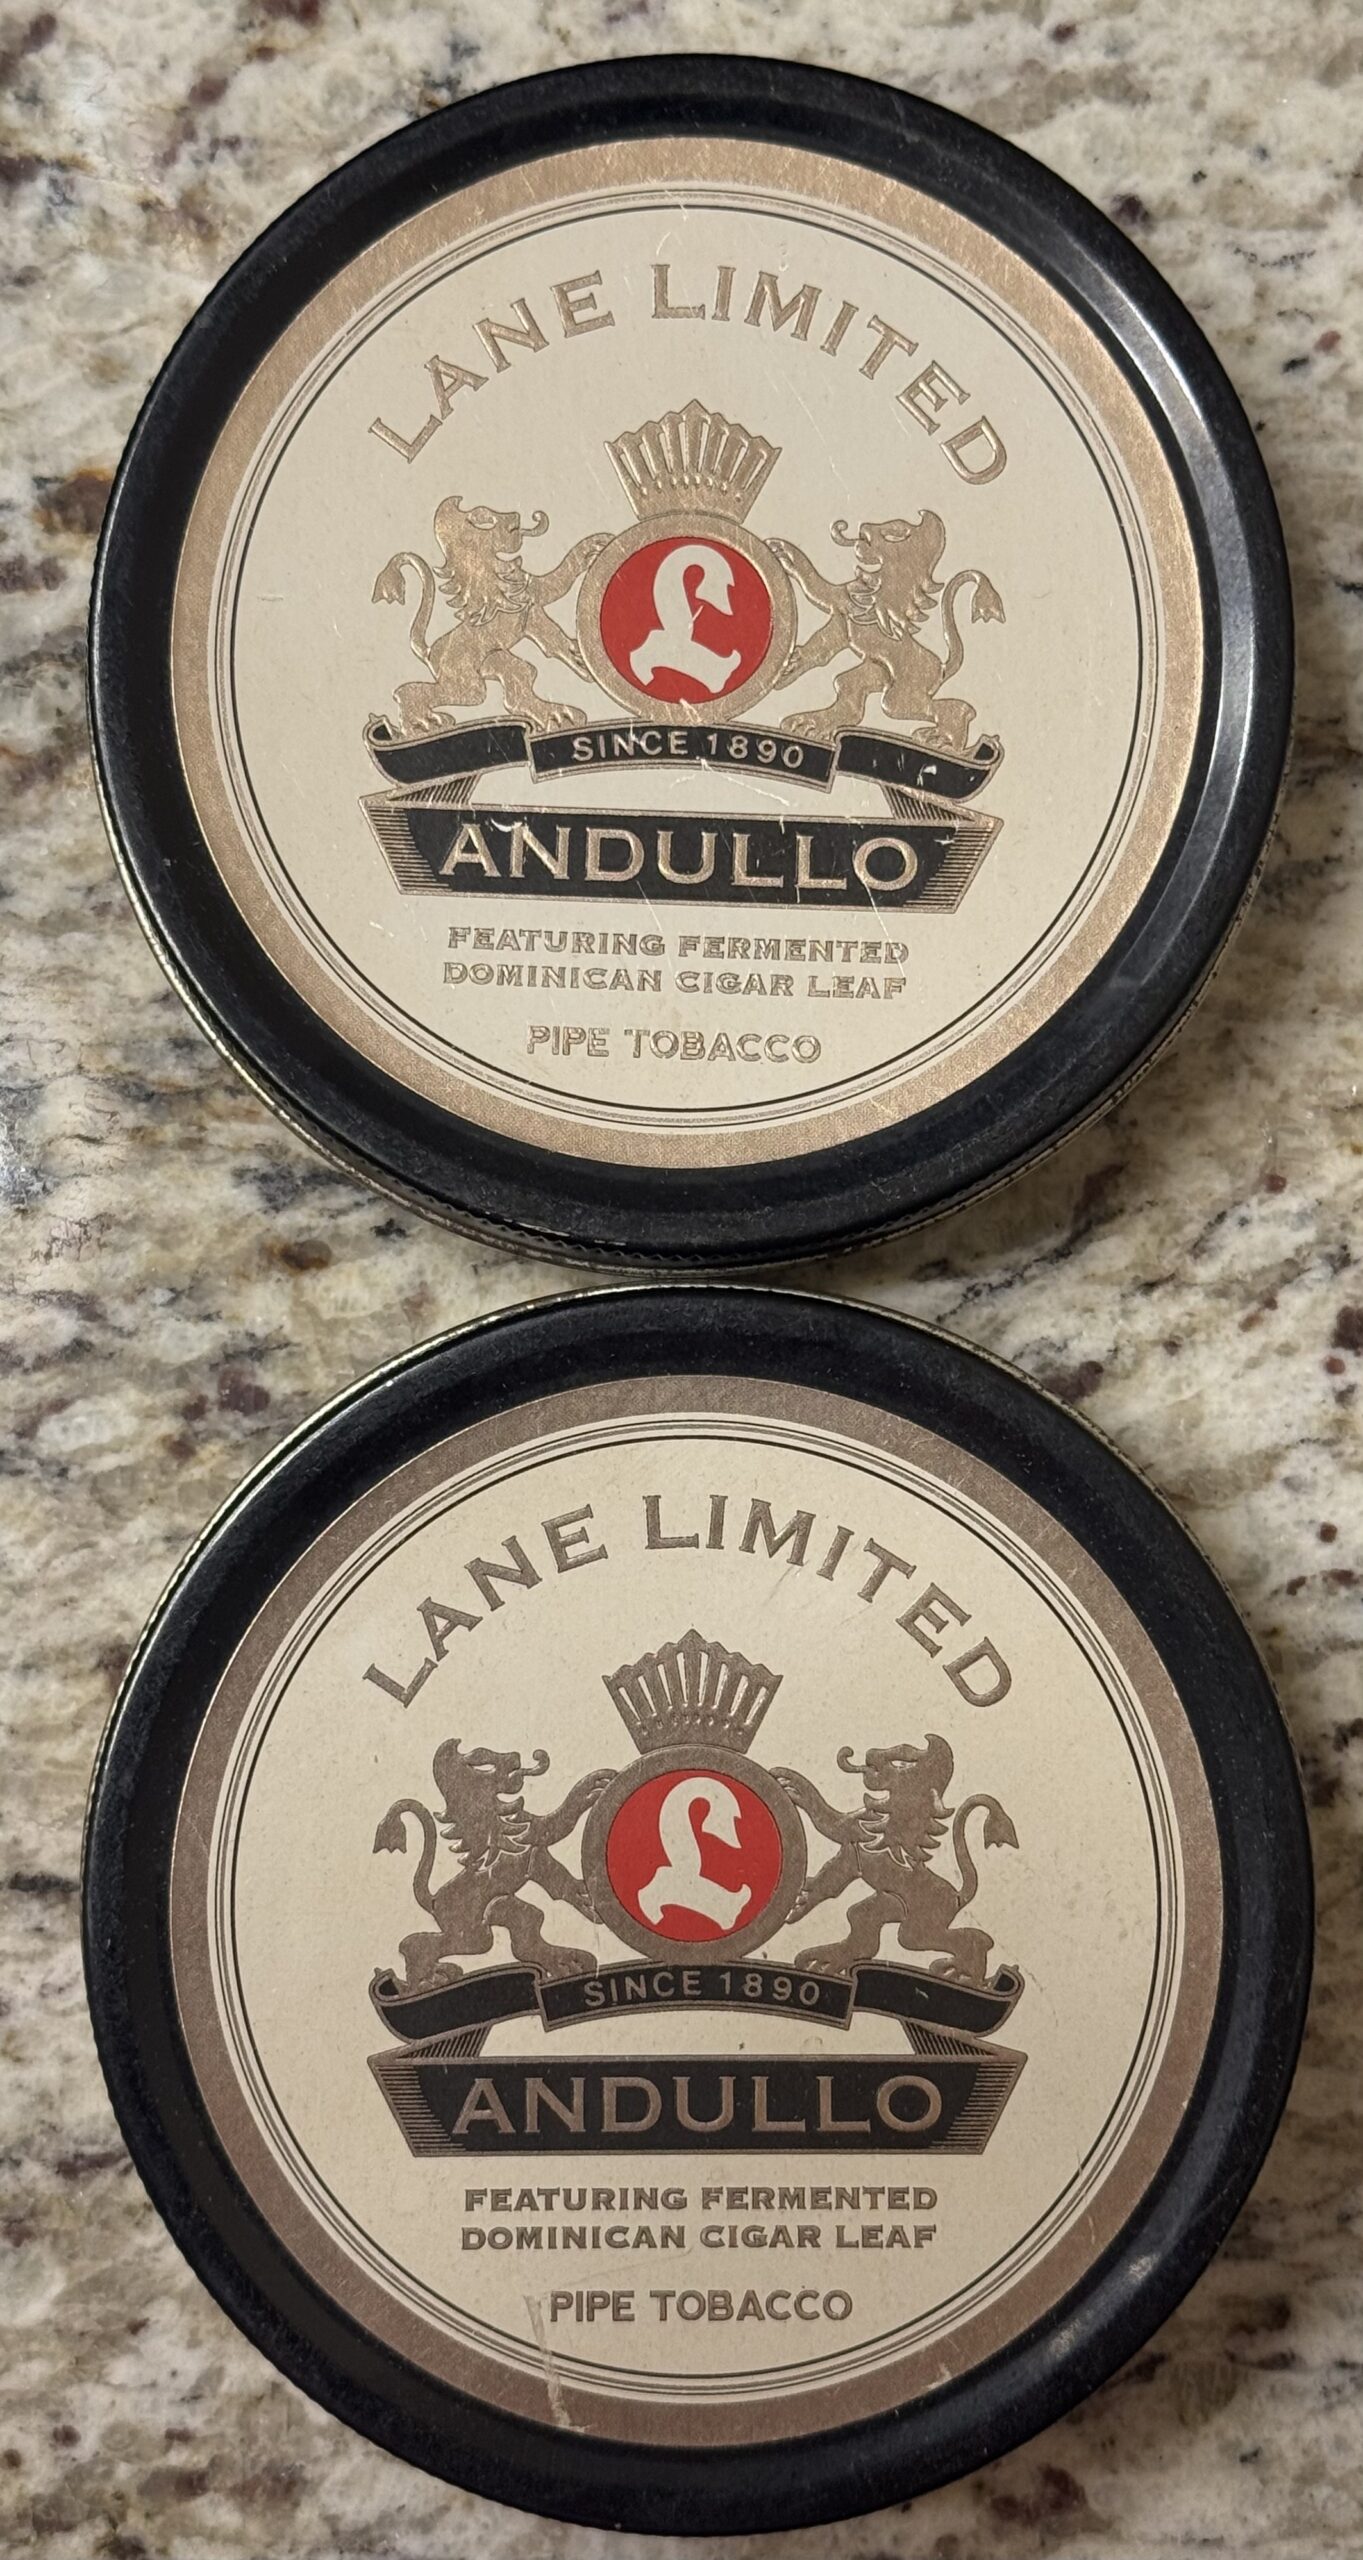 LANE LIMITED
L
SINCE 1890
ANDULLO
FEATURING FERMENTED
DOMINICAN CIGAR LEAF
PIPE TOBACCO
LANE LIMITED
L
SINCE 1890
ANDULLO
FEATURING FERMENTED
DOMINICAN CIGAR LEAF
PIPE TOBACCO